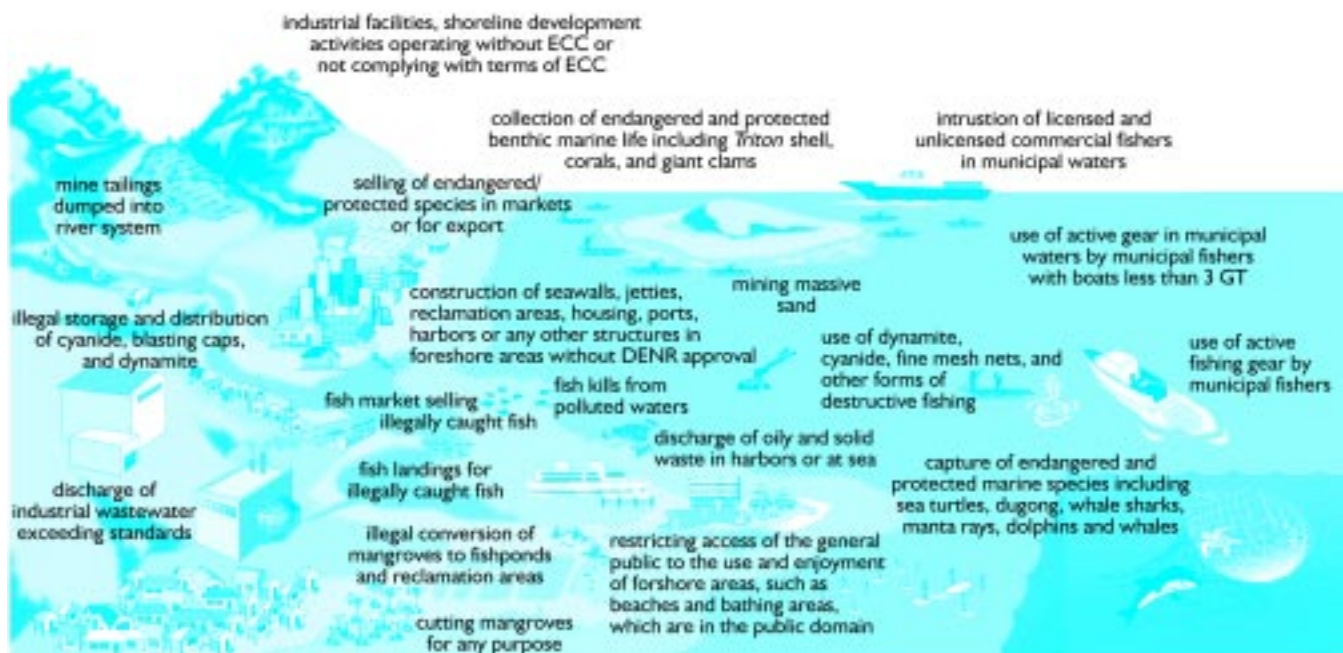 industrial facilities, shoreline development
activities operating without ECC or
not complying with terms of ECC
collection of endangered and protected
benthic marine life including Triton shell,
corals, and giant clams
intrustion of licensed and
unlicensed commercial fishers
in municipal waters
mine tailings
dumped into
river system
selling of endangered/
protected species in markets
or for export
use of active gear in municipal
waters by municipal fishers
with boats less than 3 GT
mining massive
sand
construction of seawalls, jetties,
reclamation areas, housing, ports,
harbors or any other structures in
foreshore areas without DENR approval
illegal storage and distribution
of cyanide, blasting caps,
and dynamite
use of dynamite,
cyanide, fine mesh nets, and
other forms of
destructive fishing
use of active
fishing gear by
municipal fishers
fish market selling
illegally caught fish
fish kills from
polluted waters
discharge of oily and solid
waste in harbors or at sea
fish landings for
illegally caught fish
capture of endangered and
protected marine species including
sea turtles, dugong, whale sharks,
manta rays, dolphins and whales
discharge of
industrial wastewater
exceeding standards
illegal conversion of
mangroves to fishponds
and reclamation areas
restricting access of the general
public to the use and enjoyment
of forshore areas, such as
beaches and bathing areas,
which are in the public domain
cutting mangroves
for any purpose